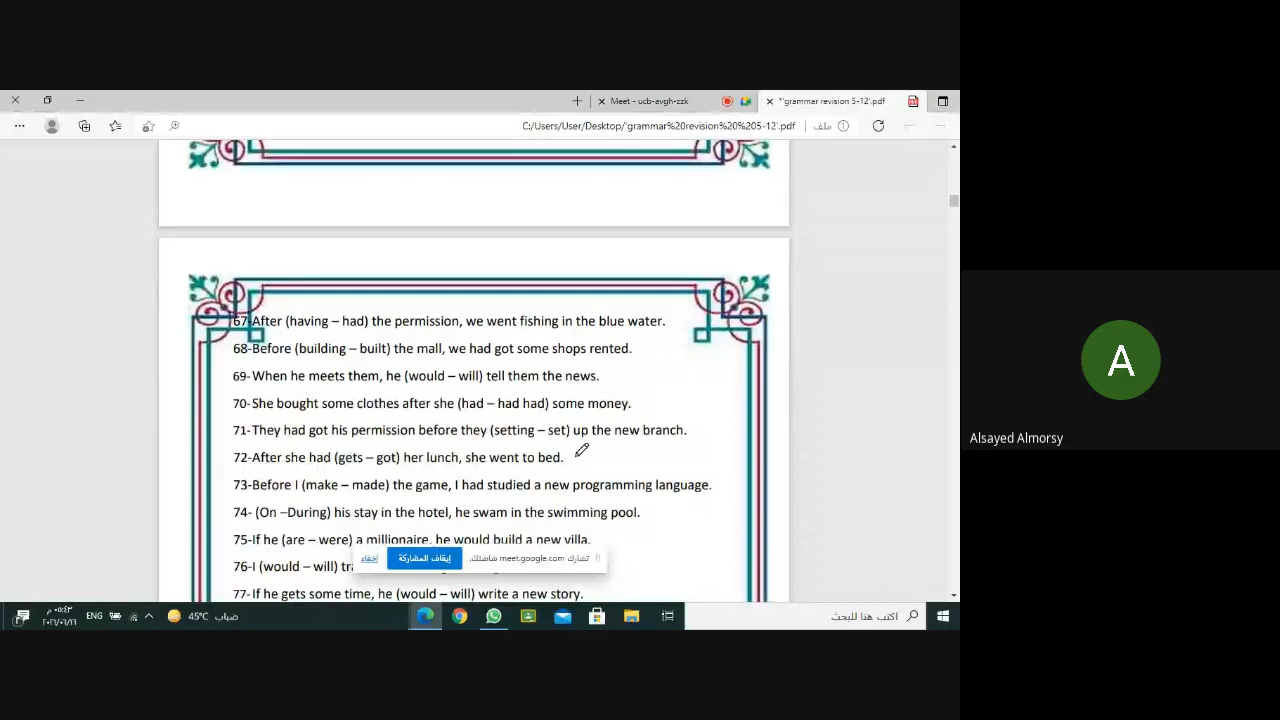 Meet - ucb-avgh-zzk
*'grammar revision 5-12'.pdf
C:/Users/User/Desktop/'grammar%20revision%20%205-12'.pdf
ملف
67-After (having – had) the permission, we went fishing in the blue water.
68-Before (building – built) the mall, we had got some shops rented.
69-When he meets them, he (would – will) tell them the news.
70-She bought some clothes after she (had – had had) some money.
71-They had got his permission before they (setting – set) up the new branch.
72-After she had (gets – got) her lunch, she went to bed.
73-Before I (make – made) the game, I had studied a new programming language.
74- (On –During) his stay in the hotel, he swam in the swimming pool.
75-If he (are – were) a millionaire, he would build a new villa.
تشارك meet.google.com شاشتك.
إيقاف المشاركة
إخفاء
76-I (would – will)
77-If he gets some time, he (would – will) write a new story.
A
Alsayed Almorsy
ENG
45°C ضباب
اكتب هنا للبحث